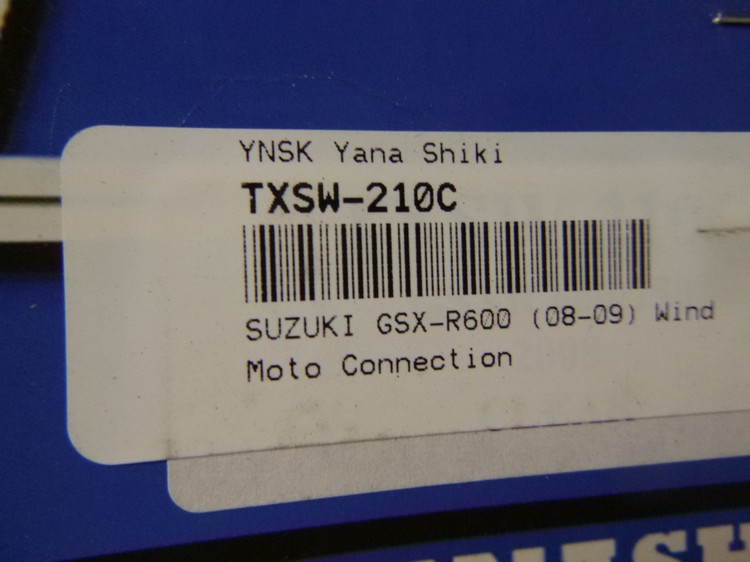 YNSK Yana Shiki
TXSW-210C
SUZUKI GSX-R600 (08-09) Wind
Moto Connection